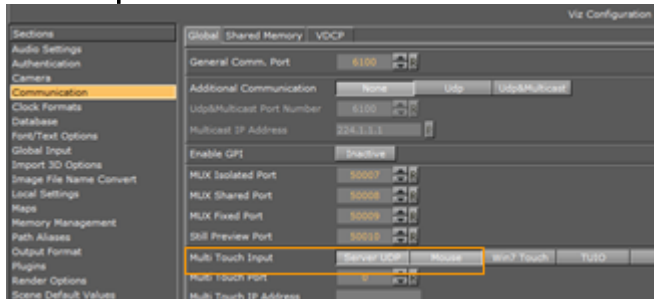 Viz Configuration
Sections
Audio Settings
Authentication
Camera
Communication
Clock Formats
Database
Font/Text Options
Global Input
Import 3D Options
Image File Name Convert
Local Settings
Maps
Memory Management
Path Aliases
Output Format
Plugins
Render Options
Scene Default Values
Global Shared Memory VDCP
General Comm. Port 6100 R
Additional Communication None Udp Udp&Multicast
Udp&Multicast Port Number 6100 R
Multicast IP Address 224.1.1.1
Enable GPI Inactive
MUX Isolated Port 50007 R
MUX Shared Port 50008 R
MUX Fixed Port 50009 R
Still Preview Port 50010 R
Multi Touch Input Server UDP Mouse Win7 Touch TUIO
Multi Touch Port 0 R
Multi Touch IP Address